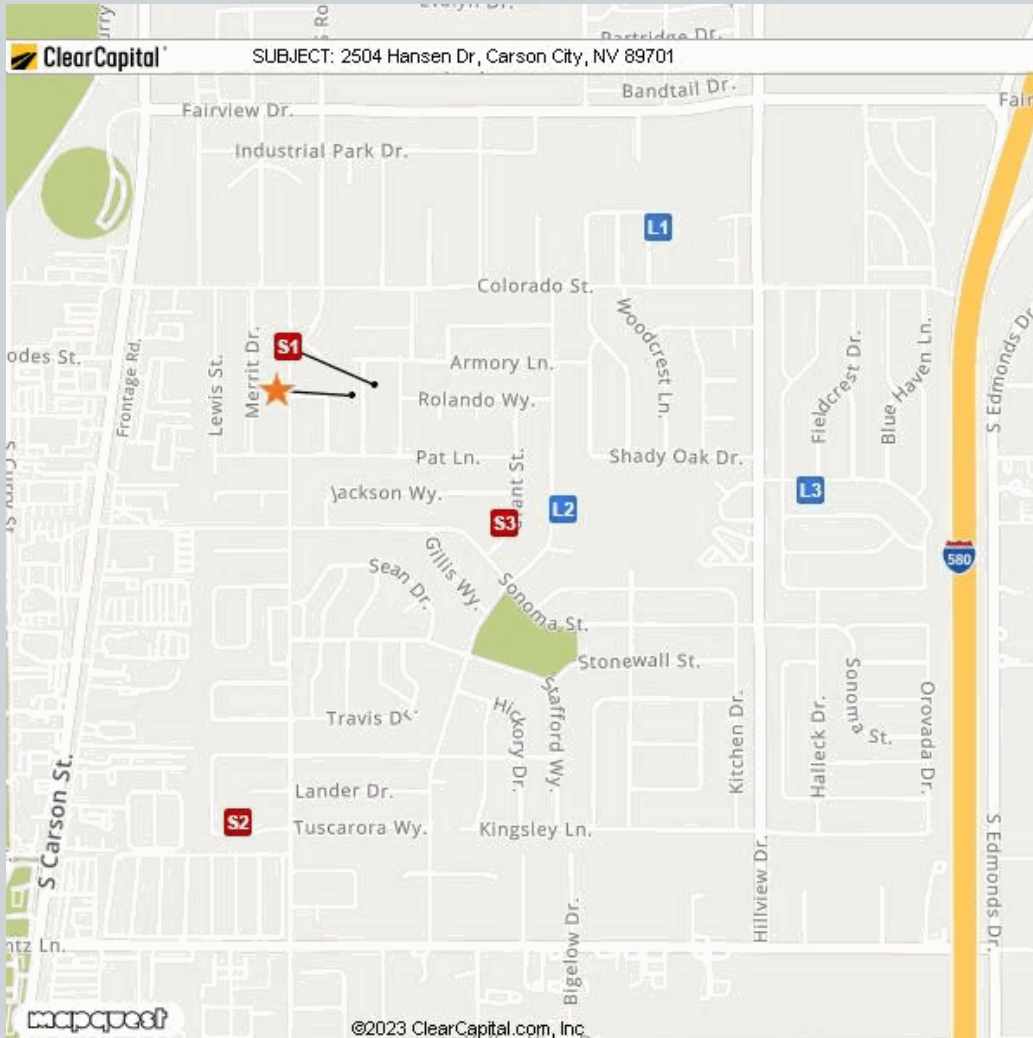 ClearCapital
SUBJECT: 2504 Hansen Dr, Carson City, NV 89701
Partridge Dr.
Bandtail Dr.
Fairview Dr.
Industrial Park Dr.
L1
Colorado St.
Woodcrest Ln.
S1
Armory Ln.
Rolando Wy.
Merrit Dr.
Lewis St.
Frontage Rd.
Fieldcrest Dr.
Blue Haven Ln.
S Edmonds Dr.
Pat Ln.
Shady Oak Dr.
Jackson Wy.
L3
L2
S3
580
Gillis Wy.
Sean Dr.
Sonoma St.
Stonewall St.
Stafford Wy.
Hickory Dr.
Travis Dr.
Kitchen Dr.
Halleck Dr.
Sonoma St.
Orovada Dr.
S Carson St.
Lander Dr.
S2
Tuscarora Wy.
Kingsley Ln.
Hillview Dr.
S Edmonds Dr.
Bigelow Dr.
mapquest
©2023 ClearCapital.com, Inc